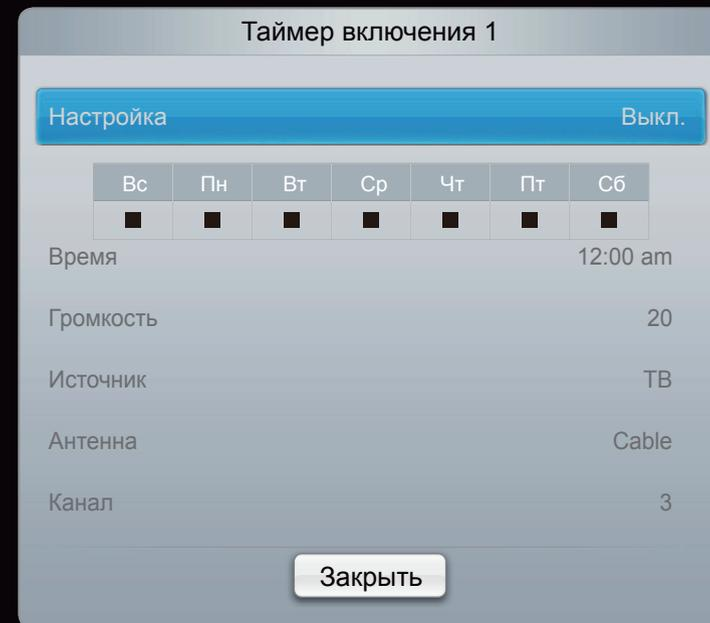 Таймер включения 1
Настройка Выкл.
Вс Пн Вт Ср Чт Пт Сб
Время 12:00 am
Громкость 20
Источник ТВ
Антенна Cable
Канал 3
Закрыть